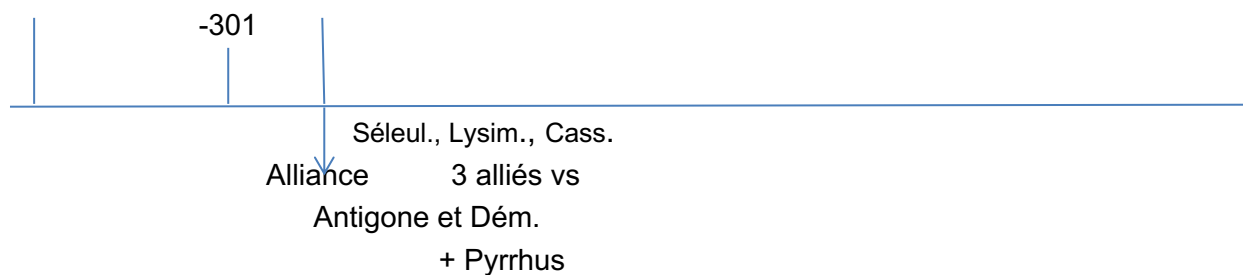 -301
Séleul., Lysim., Cass.
Alliance 3 alliés vs
Antigone et Dém.
+ Pyrrhus